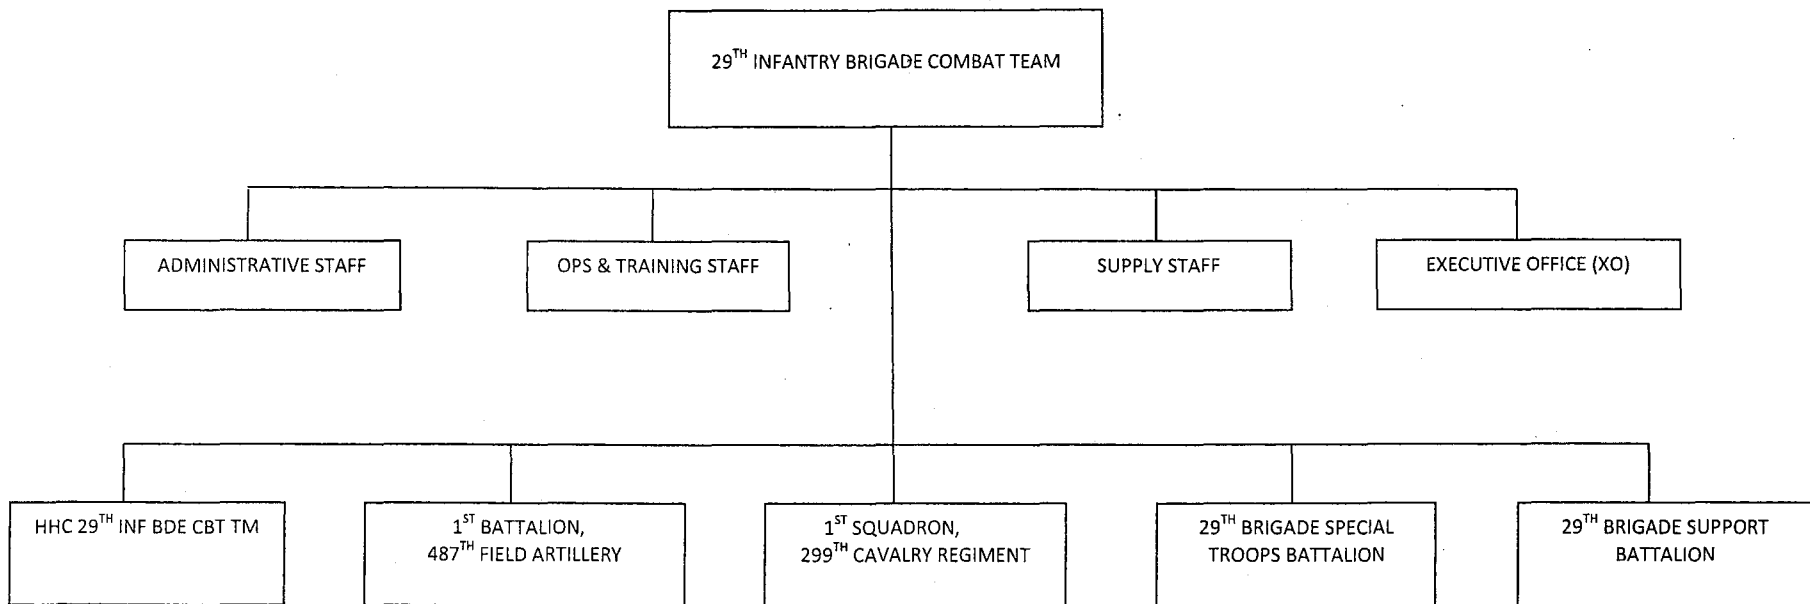 29TH INFANTRY BRIGADE COMBAT TEAM
ADMINISTRATIVE STAFF
OPS & TRAINING STAFF
SUPPLY STAFF
EXECUTIVE OFFICE (XO)
HHC 29TH INF BDE CBT TM
1ST BATTALION,
487TH FIELD ARTILLERY
1ST SQUADRON,
299TH CAVALRY REGIMENT
29TH BRIGADE SPECIAL
TROOPS BATTALION
29TH BRIGADE SUPPORT
BATTALION